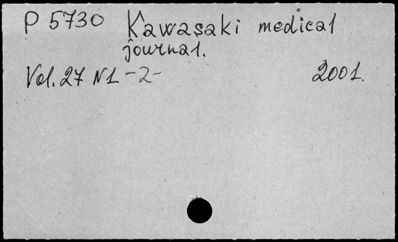 P 5730 Kawasaki medical
journal.
Vol. 27 N1 -2- 2001.